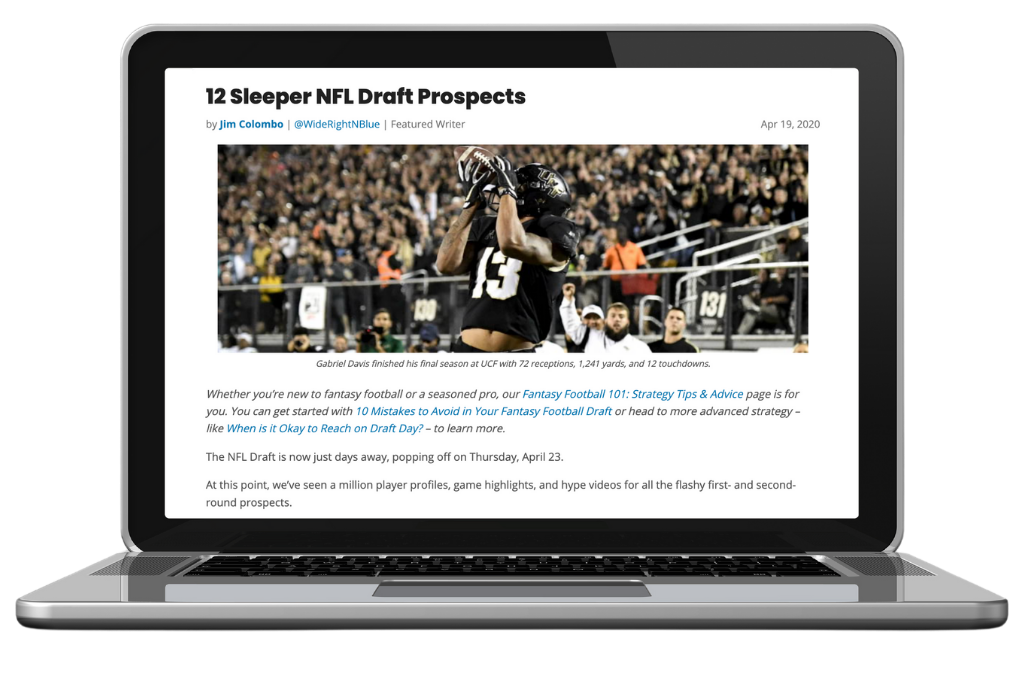 12 Sleeper NFL Draft Prospects
by Jim Colombo | @WideRightNBlue | Featured Writer Apr 19, 2020
UCF
13
130
131
Gabriel Davis finished his final season at UCF with 72 receptions, 1,241 yards, and 12 touchdowns.
Whether you're new to fantasy football or a seasoned pro, our Fantasy Football 101: Strategy Tips & Advice page is for
you. You can get started with 10 Mistakes to Avoid in Your Fantasy Football Draft or head to more advanced strategy –
like When is it Okay to Reach on Draft Day? – to learn more.
The NFL Draft is now just days away, popping off on Thursday, April 23.
At this point, we've seen a million player profiles, game highlights, and hype videos for all the flashy first- and second-
round prospects.